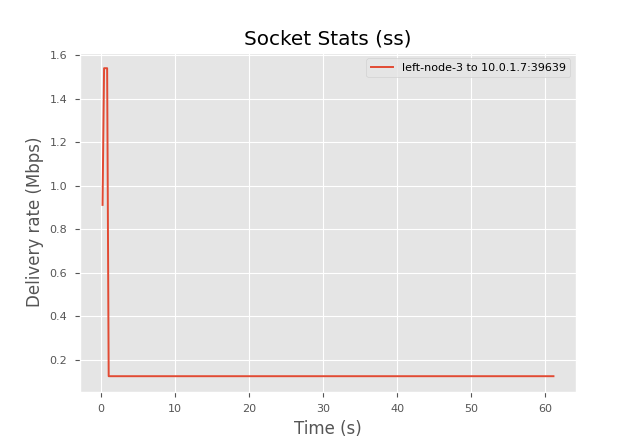 Socket Stats (ss)
left-node-3 to 10.0.1.7:39639
Delivery rate (Mbps)
1.6
1.4
1.2
1.0
0.8
0.6
0.4
0.2
0 10 20 30 40 50 60
Time (s)